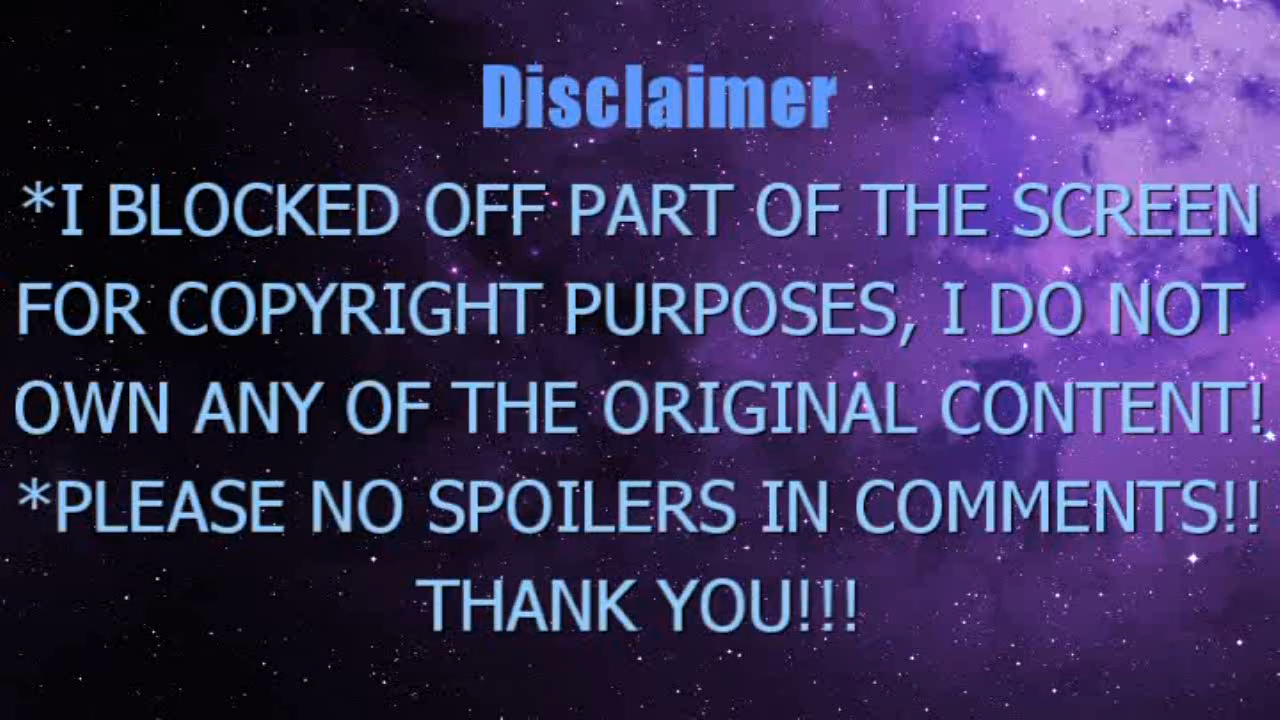 Disclaimer
*I BLOCKED OFF PART OF THE SCREEN
FOR COPYRIGHT PURPOSES, I DO NOT
OWN ANY OF THE ORIGINAL CONTENT!
*PLEASE NO SPOILERS IN COMMENTS!!
THANK YOU!!!